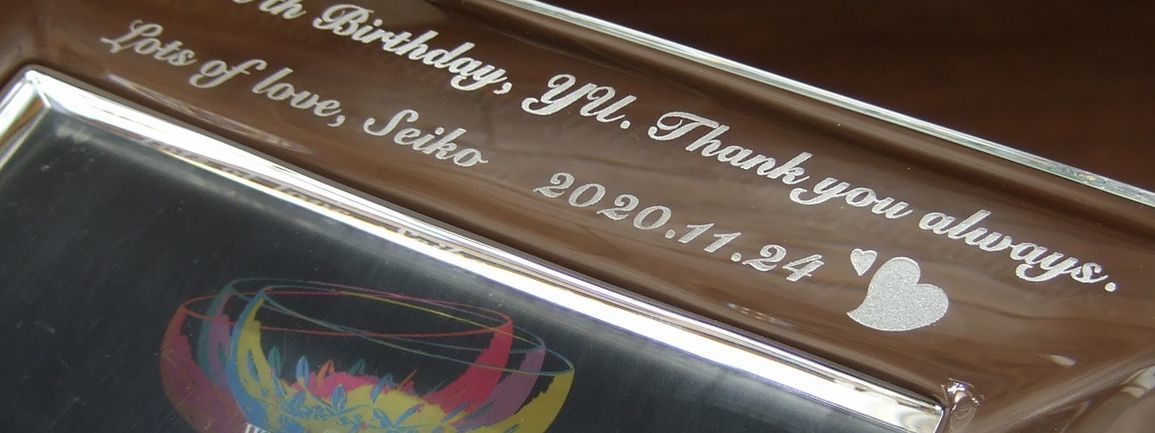 th Birthday, YU. Thank you always.
Lots of love, Seiko 2020.11.24